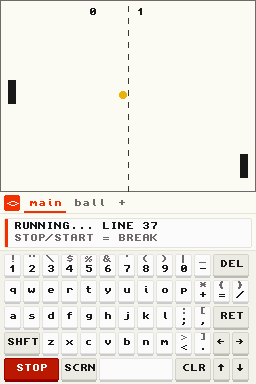 0 1
<> main ball +
RUNNING... LINE 37
STOP/START = BREAK
! " # $ % & ' ( ) | _
1 2 3 4 5 6 7 8 9 0 - DEL
q w e r t y u i o p * + ( = ) /
a s d f g h j k l : ; [ , RET
SHFT z x c v b n m < > ] . ← →
STOP SCRN CLR ↑ ↓